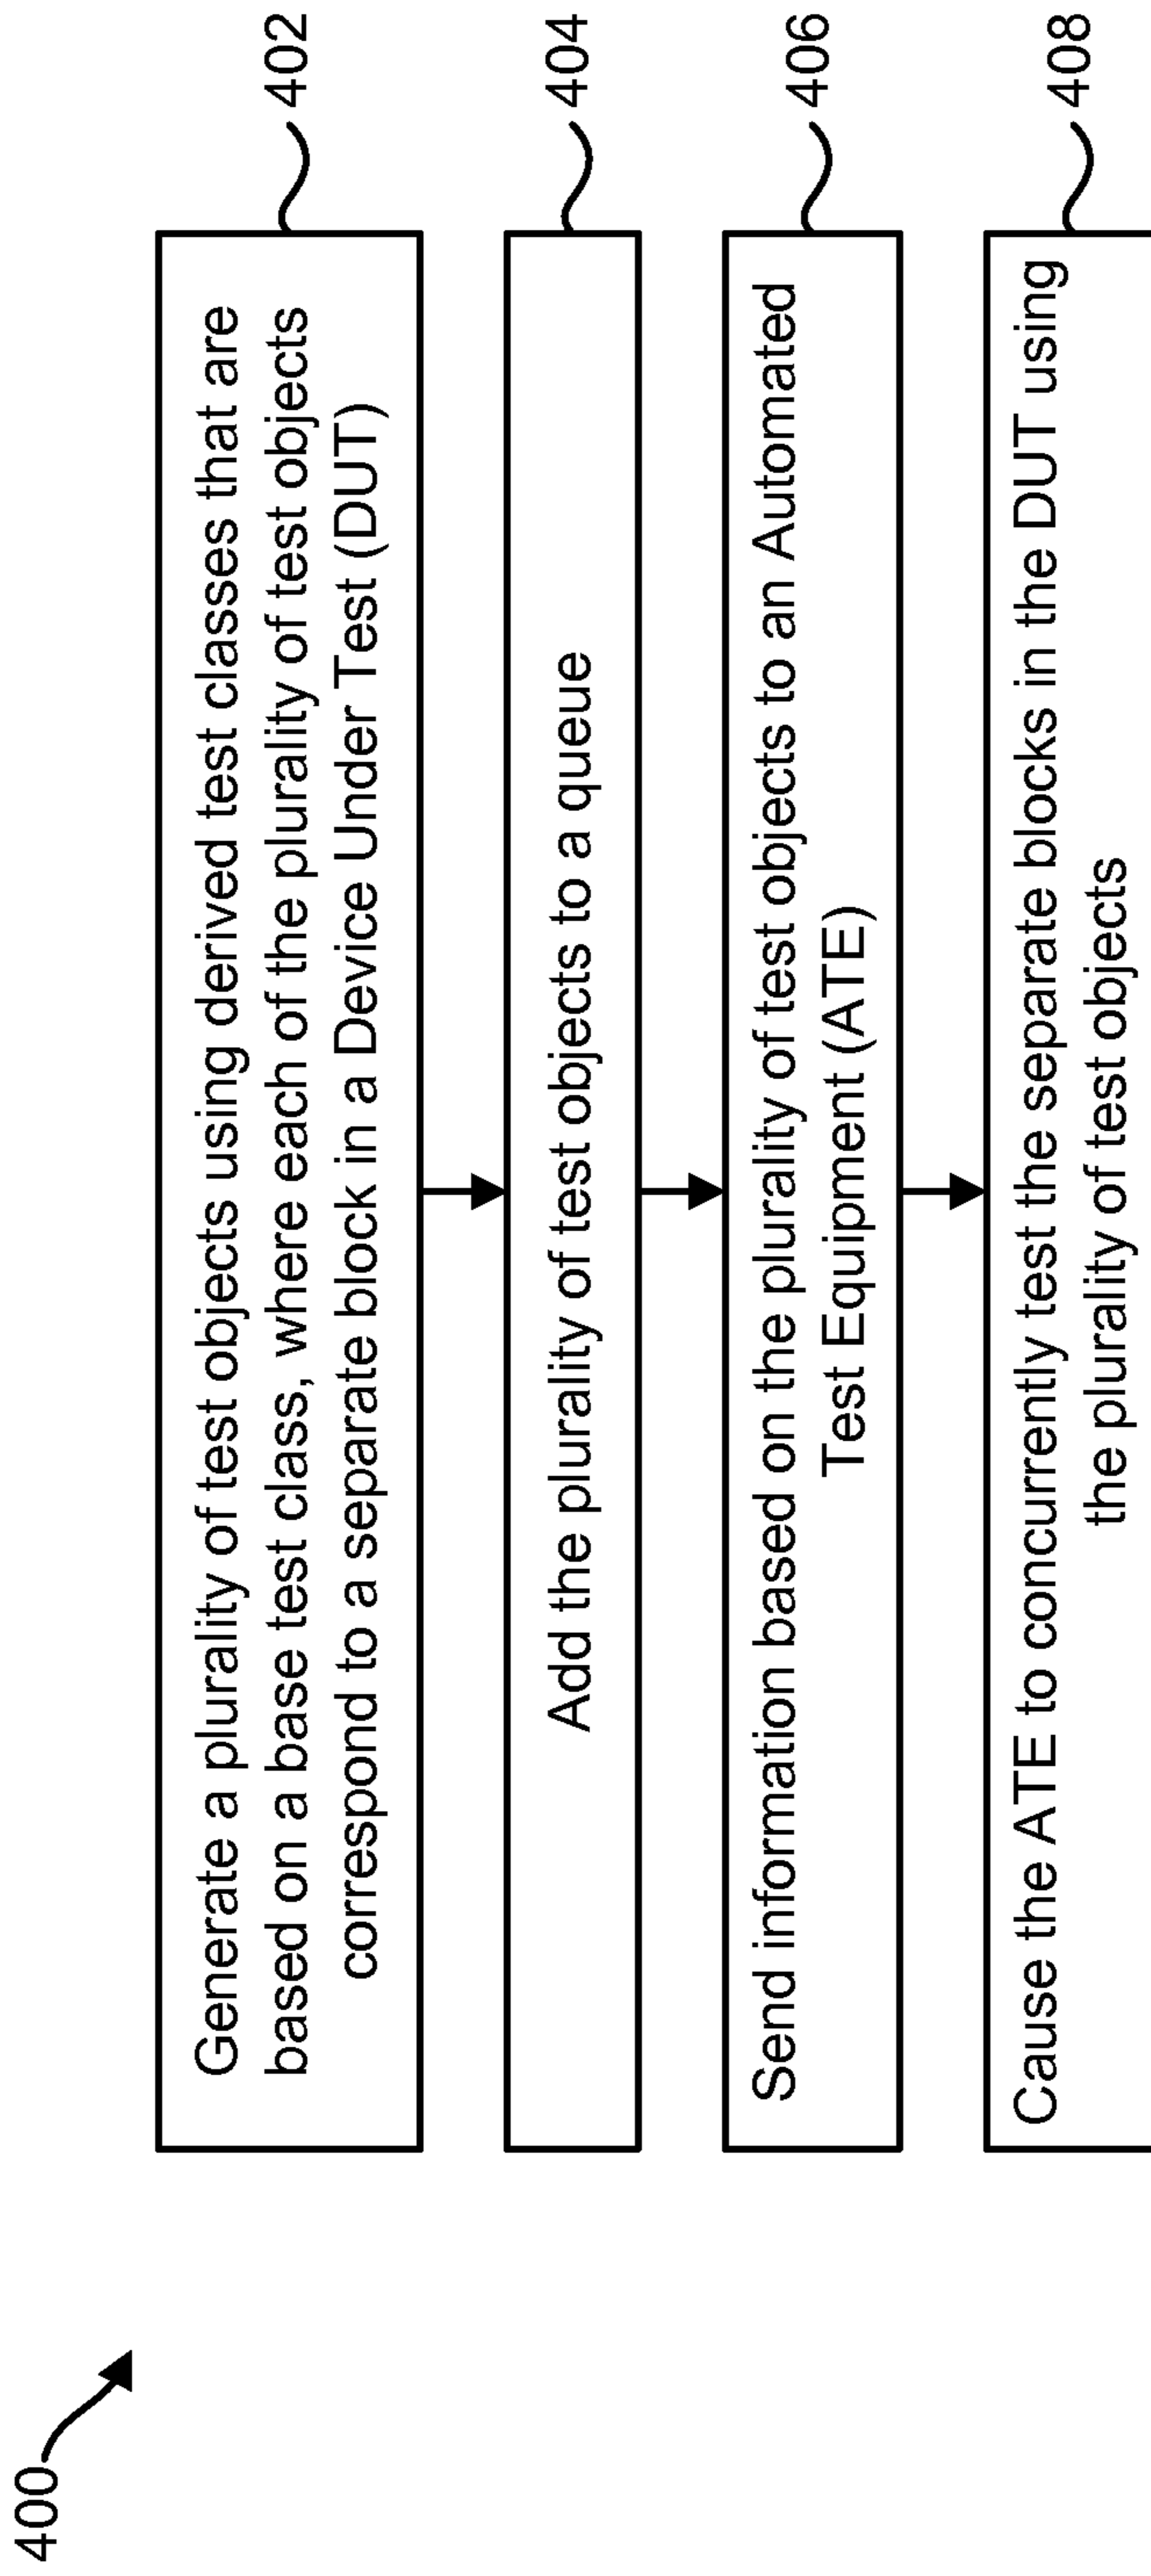 400
Generate a plurality of test objects using derived test classes that are
based on a base test class, where each of the plurality of test objects
correspond to a separate block in a Device Under Test (DUT)
402
Add the plurality of test objects to a queue
404
Send information based on the plurality of test objects to an Automated
Test Equipment (ATE)
406
Cause the ATE to concurrently test the separate blocks in the DUT using
the plurality of test objects
408